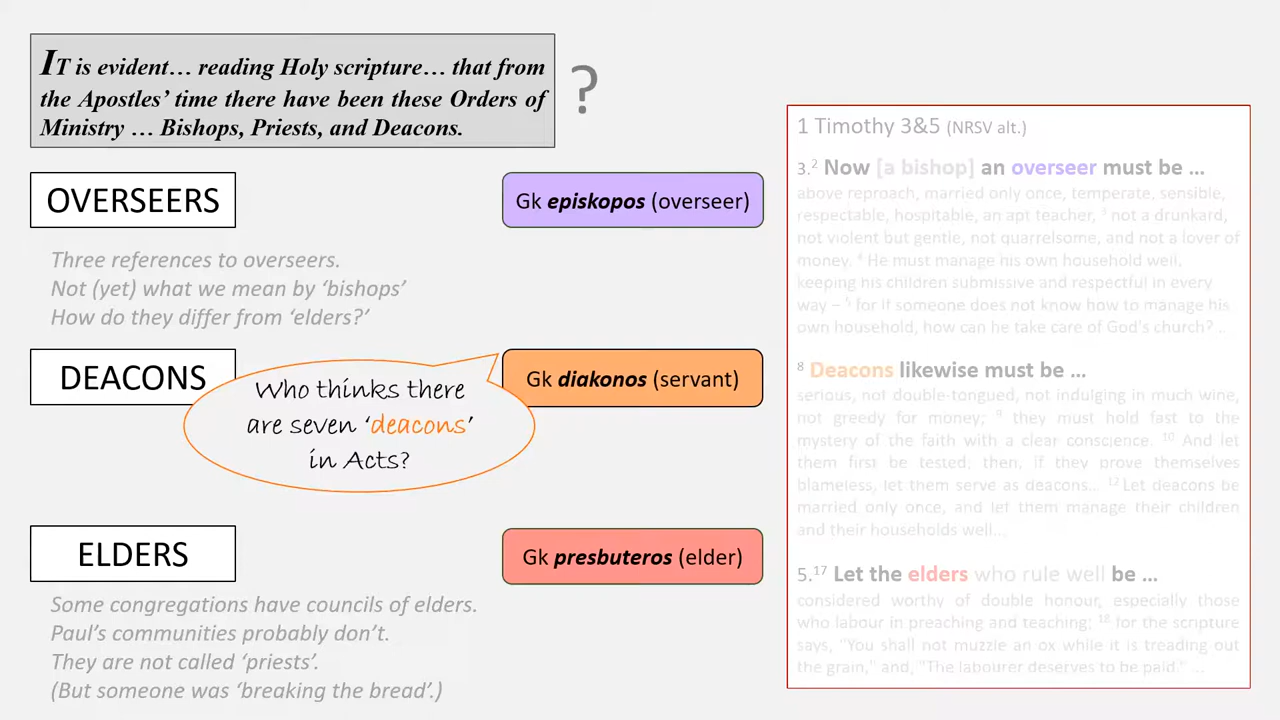 IT is evident… reading Holy scripture… that from
the Apostles’ time there have been these Orders of
Ministry … Bishops, Priests, and Deacons.
?
OVERSEERS
Gk episkopos (overseer)
Three references to overseers.
Not (yet) what we mean by ‘bishops’
How do they differ from ‘elders?’
DEACONS
Gk diakonos (servant)
Who thinks there
are seven ‘deacons’
in Acts?
ELDERS
Gk presbuteros (elder)
Some congregations have councils of elders.
Paul’s communities probably don’t.
They are not called ‘priests’.
(But someone was ‘breaking the bread’.)
1 Timothy 3&5 (NRSV alt.)
3.² Now [a bishop] an overseer must be …
above reproach, married only once, temperate, sensible,
respectable, hospitable, an apt teacher, ³ not a drunkard,
not violent but gentle, not quarrelsome, and not a lover of
money. ⁴ He must manage his own household well,
keeping his children submissive and respectful in every
way – ⁵ for if someone does not know how to manage his
own household, how can he take care of God’s church? ..
⁸ Deacons likewise must be …
serious, not double-tongued, not indulging in much wine,
not greedy for money; ⁹ they must hold fast to the
mystery of the faith with a clear conscience. ¹⁰ And let
them first be tested; then, if they prove themselves
blameless, let them serve as deacons… ¹² Let deacons be
married only once, and let them manage their children
and their households well…
5.¹⁷ Let the elders who rule well be …
considered worthy of double honour, especially those
who labour in preaching and teaching; ¹⁸ for the scripture
says, "You shall not muzzle an ox while it is treading out
the grain," and, "The labourer deserves to be paid." …